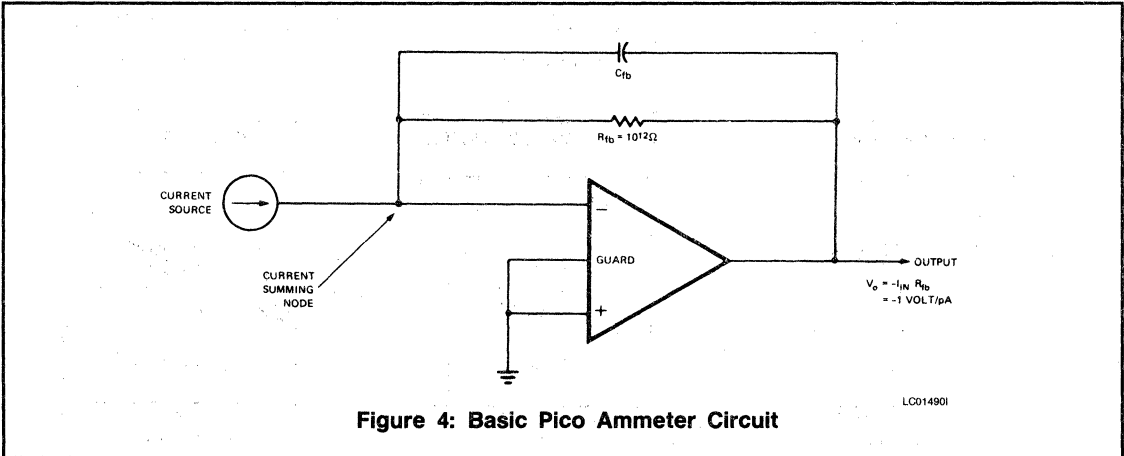 Cfb
Rfb = 10¹²Ω
CURRENT
SOURCE
−
GUARD
+
CURRENT
SUMMING
NODE
OUTPUT
Vo = -IIN Rfb
= -1 VOLT/pA
LC01490I
Figure 4: Basic Pico Ammeter Circuit